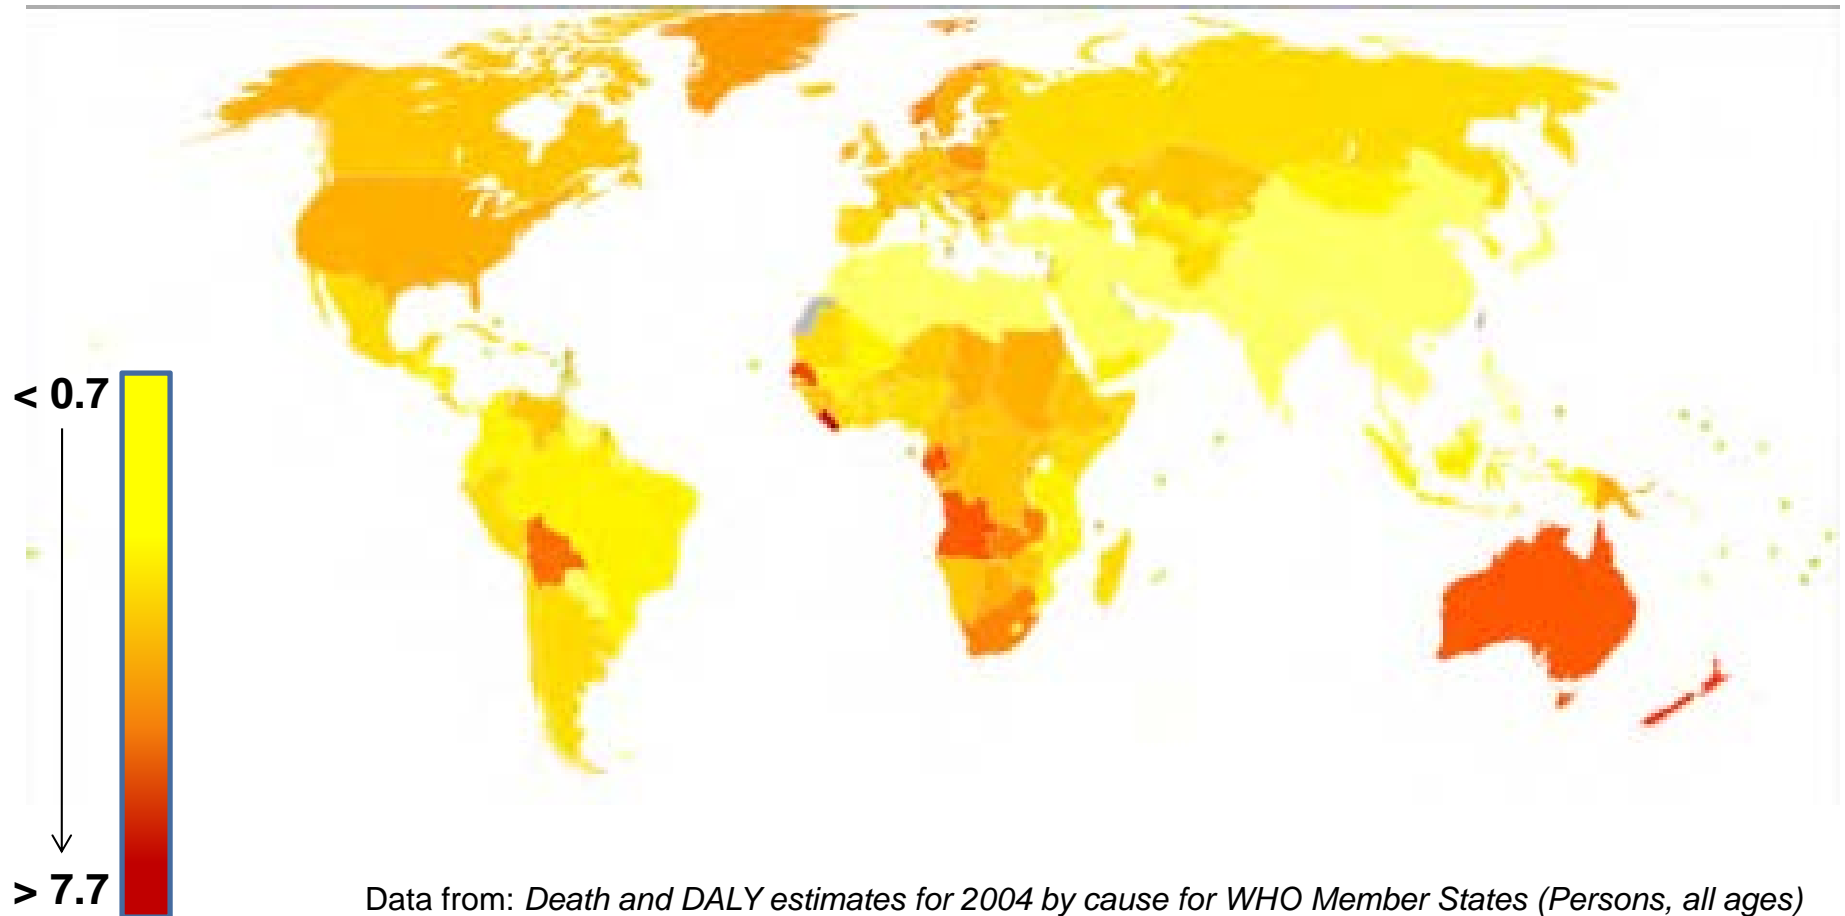 < 0.7
> 7.7
Data from: Death and DALY estimates for 2004 by cause for WHO Member States (Persons, all ages)